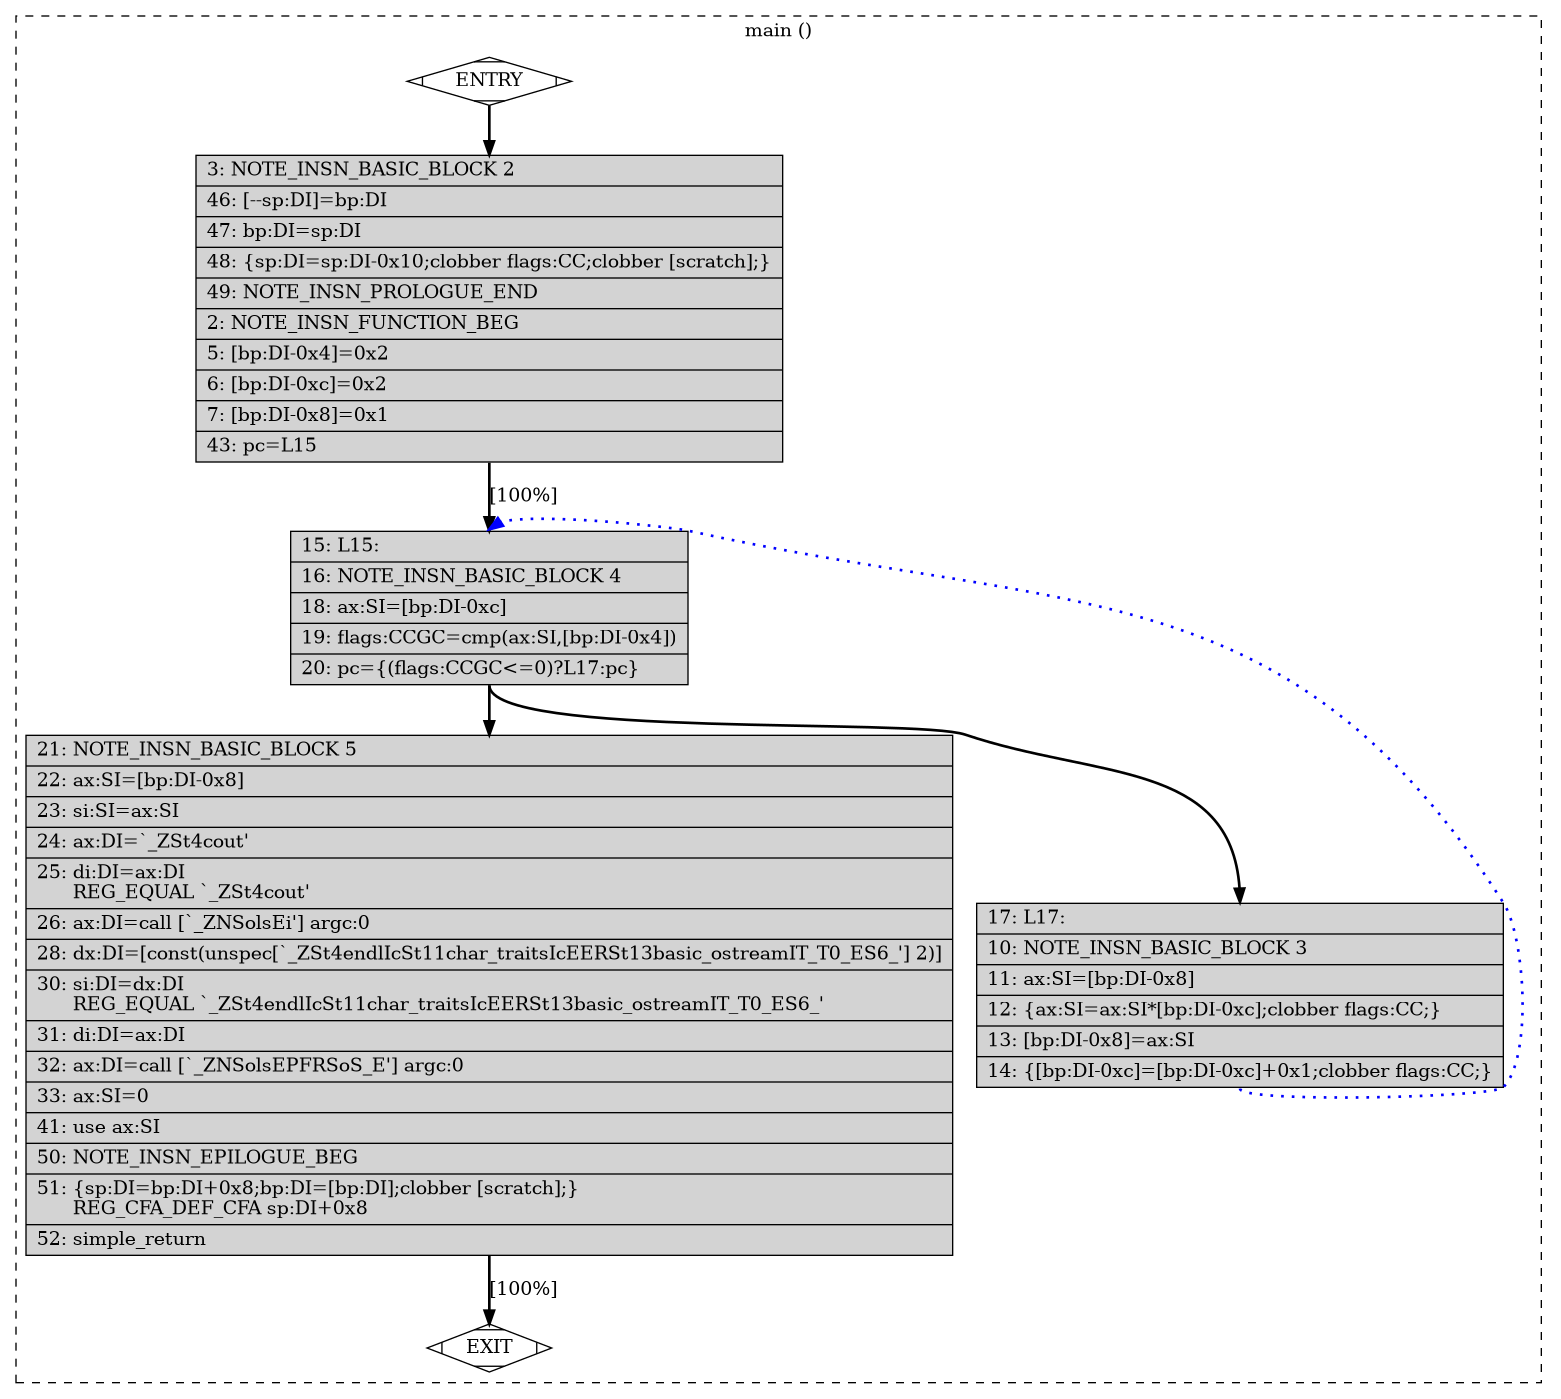 main ()
ENTRY
3: NOTE_INSN_BASIC_BLOCK 2
46: [--sp:DI]=bp:DI
47: bp:DI=sp:DI
48: {sp:DI=sp:DI-0x10;clobber flags:CC;clobber [scratch];}
49: NOTE_INSN_PROLOGUE_END
2: NOTE_INSN_FUNCTION_BEG
5: [bp:DI-0x4]=0x2
6: [bp:DI-0xc]=0x2
7: [bp:DI-0x8]=0x1
43: pc=L15
[100%]
15: L15:
16: NOTE_INSN_BASIC_BLOCK 4
18: ax:SI=[bp:DI-0xc]
19: flags:CCGC=cmp(ax:SI,[bp:DI-0x4])
20: pc={(flags:CCGC<=0)?L17:pc}
21: NOTE_INSN_BASIC_BLOCK 5
22: ax:SI=[bp:DI-0x8]
23: si:SI=ax:SI
24: ax:DI=`_ZSt4cout'
25: di:DI=ax:DI
REG_EQUAL `_ZSt4cout'
26: ax:DI=call [`_ZNSolsEi'] argc:0
28: dx:DI=[const(unspec[`_ZSt4endlIcSt11char_traitsIcEERSt13basic_ostreamIT_T0_ES6_'] 2)]
30: si:DI=dx:DI
REG_EQUAL `_ZSt4endlIcSt11char_traitsIcEERSt13basic_ostreamIT_T0_ES6_'
31: di:DI=ax:DI
32: ax:DI=call [`_ZNSolsEPFRSoS_E'] argc:0
33: ax:SI=0
41: use ax:SI
50: NOTE_INSN_EPILOGUE_BEG
51: {sp:DI=bp:DI+0x8;bp:DI=[bp:DI];clobber [scratch];}
REG_CFA_DEF_CFA sp:DI+0x8
52: simple_return
17: L17:
10: NOTE_INSN_BASIC_BLOCK 3
11: ax:SI=[bp:DI-0x8]
12: {ax:SI=ax:SI*[bp:DI-0xc];clobber flags:CC;}
13: [bp:DI-0x8]=ax:SI
14: {[bp:DI-0xc]=[bp:DI-0xc]+0x1;clobber flags:CC;}
[100%]
EXIT